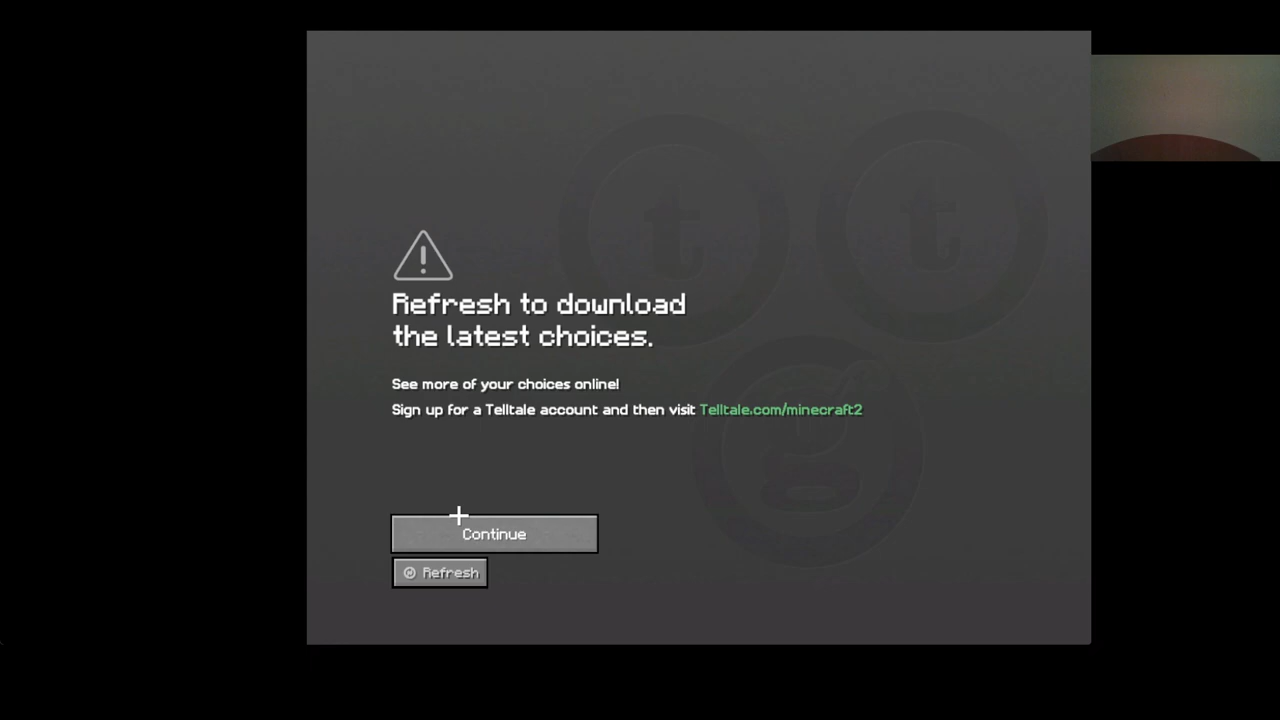 Refresh to download
the latest choices.
See more of your choices online!
Sign up for a Telltale account and then visit Telltale.com/minecraft2
Continue
Refresh